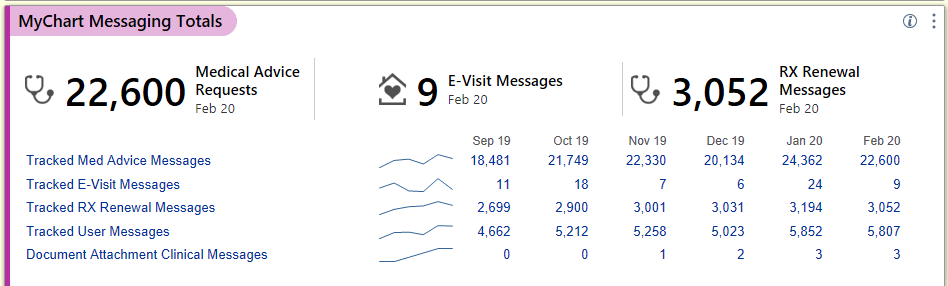 MyChart Messaging Totals
22,600 Medical Advice Requests Feb 20
9 E-Visit Messages Feb 20
3,052 RX Renewal Messages Feb 20
Sep 19 Oct 19 Nov 19 Dec 19 Jan 20 Feb 20
Tracked Med Advice Messages 18,481 21,749 22,330 20,134 24,362 22,600
Tracked E-Visit Messages 11 18 7 6 24 9
Tracked RX Renewal Messages 2,699 2,900 3,001 3,031 3,194 3,052
Tracked User Messages 4,662 5,212 5,258 5,023 5,852 5,807
Document Attachment Clinical Messages 0 0 1 2 3 3